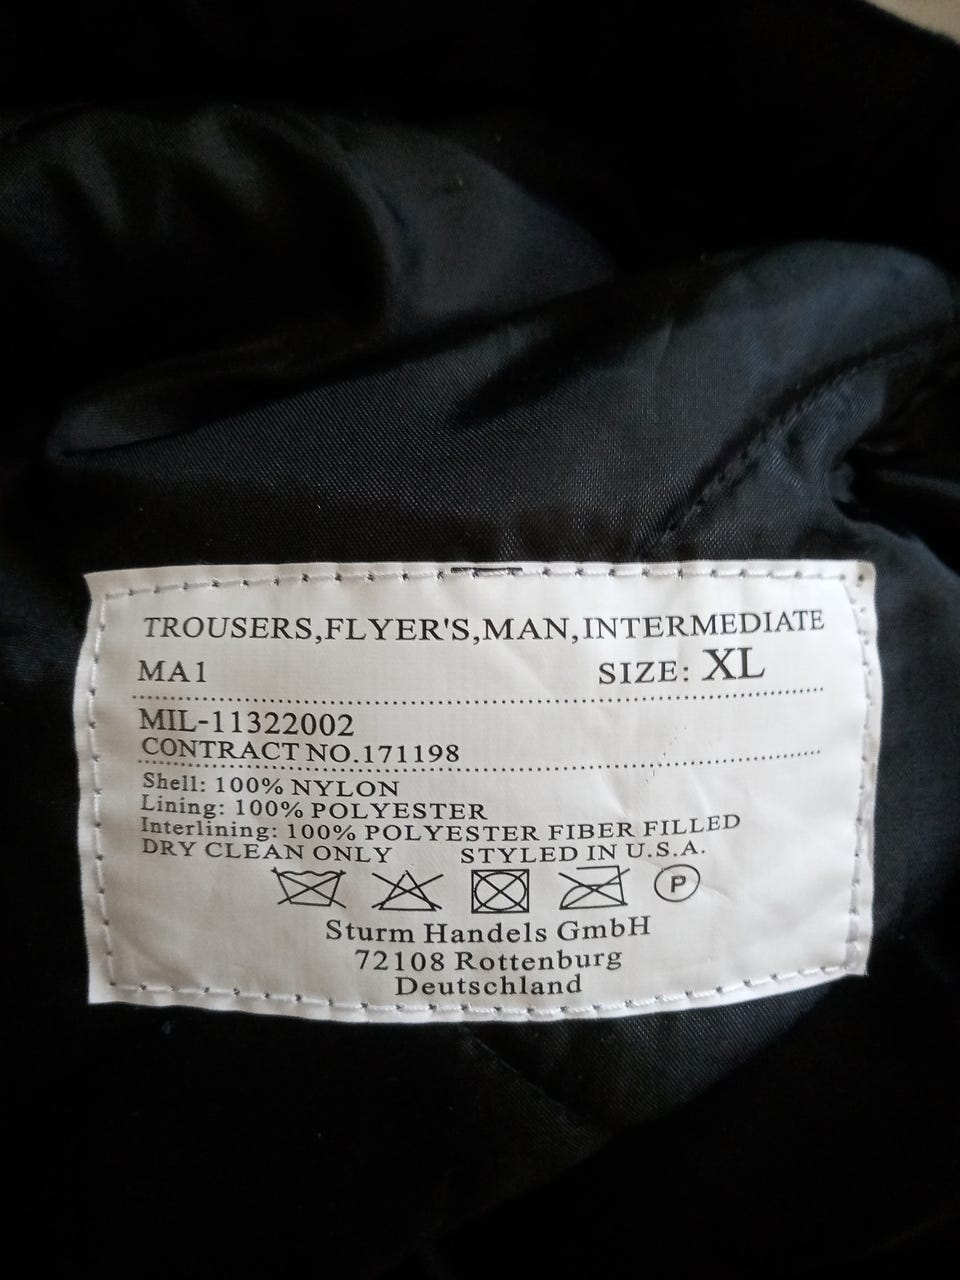 TROUSERS,FLYER'S,MAN,INTERMEDIATE
MA1 SIZE: XL
MIL-11322002
CONTRACT NO.171198
Shell: 100% NYLON
Lining: 100% POLYESTER
Interlining: 100% POLYESTER FIBER FILLED
DRY CLEAN ONLY STYLED IN U.S.A.
P
Sturm Handels GmbH
72108 Rottenburg
Deutschland